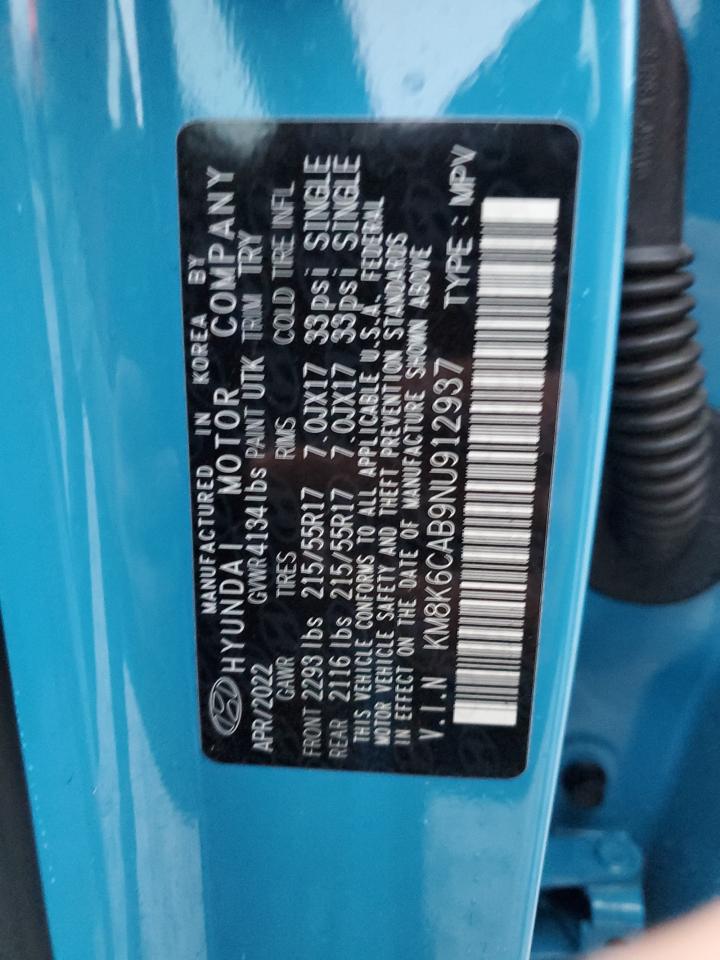 MANUFACTURED IN KOREA BY
HYUNDAI MOTOR COMPANY
APR/2022 GVWR 4134lbs PAINT UTK TRIM TRY
GAWR TIRES RIMS COLD TIRE INFL
FRONT 2293 lbs 215/55R17 7.0JX17 33psi SINGLE
REAR 2116 lbs 215/55R17 7.0JX17 33psi SINGLE
THIS VEHICLE CONFORMS TO ALL APPLICABLE U.S.A. FEDERAL
MOTOR VEHICLE SAFETY AND THEFT PREVENTION STANDARDS
IN EFFECT ON THE DATE OF MANUFACTURE SHOWN ABOVE
V.I.N KM8K6CAB9NU912937 TYPE : MPV